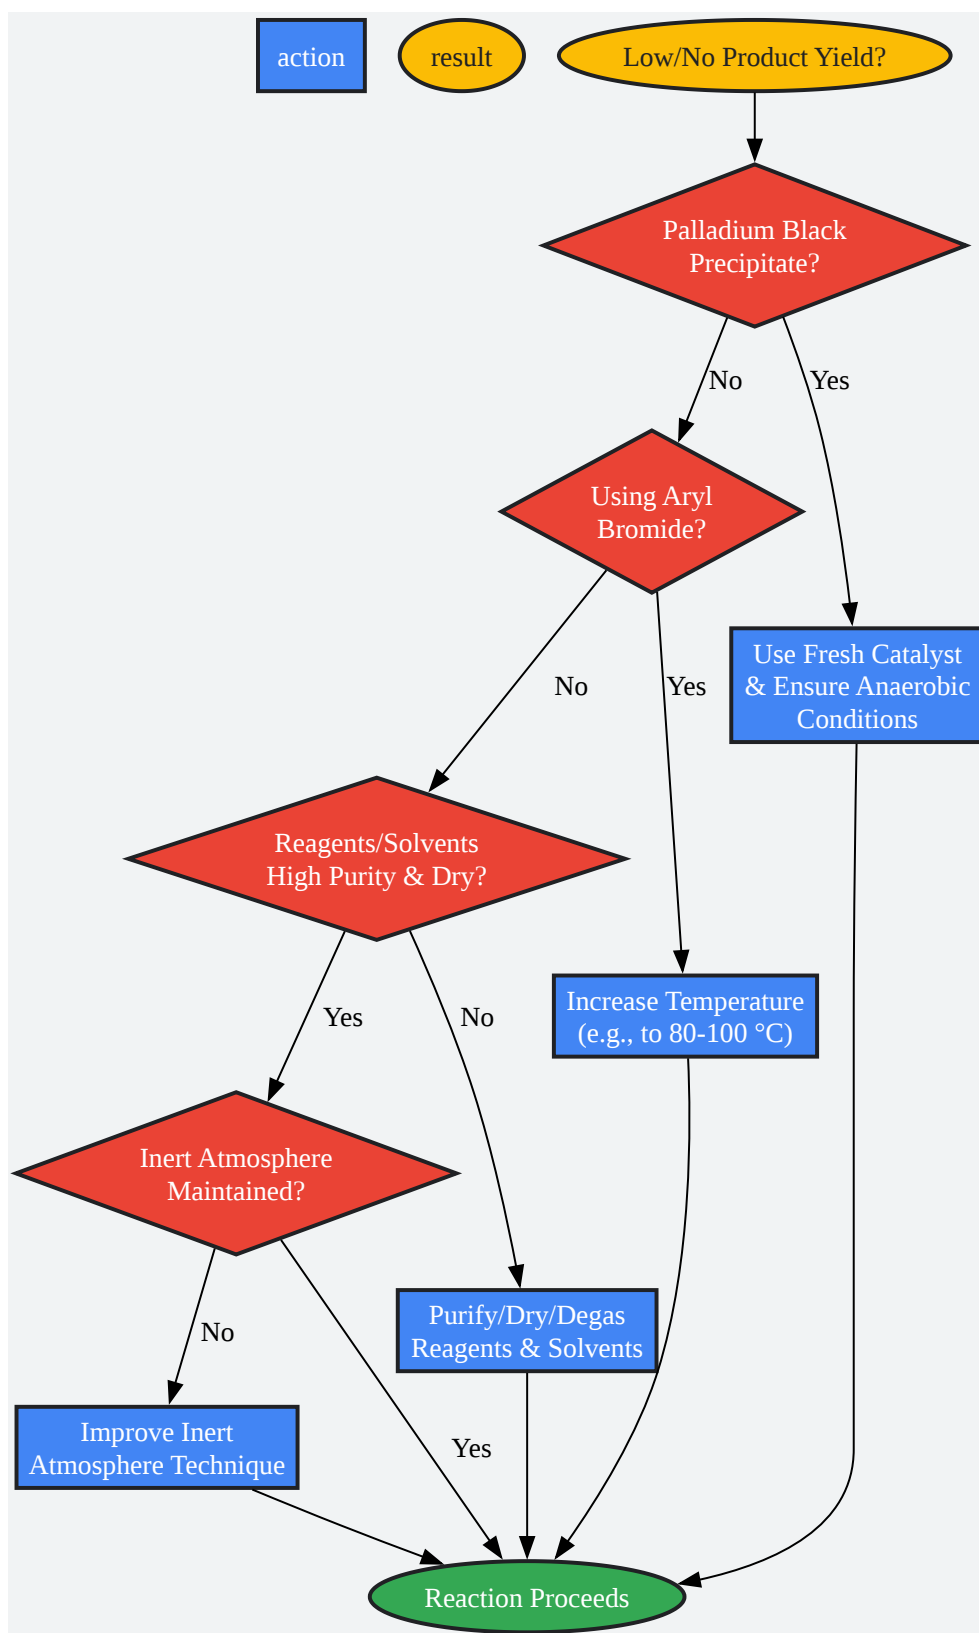 action
result
Low/No Product Yield?
Palladium Black
Precipitate?
No
Yes
Using Aryl
Bromide?
No
Yes
Use Fresh Catalyst
& Ensure Anaerobic
Conditions
Reagents/Solvents
High Purity & Dry?
Yes
No
Increase Temperature
(e.g., to 80-100 °C)
Inert Atmosphere
Maintained?
No
Yes
Purify/Dry/Degas
Reagents & Solvents
Improve Inert
Atmosphere Technique
Reaction Proceeds